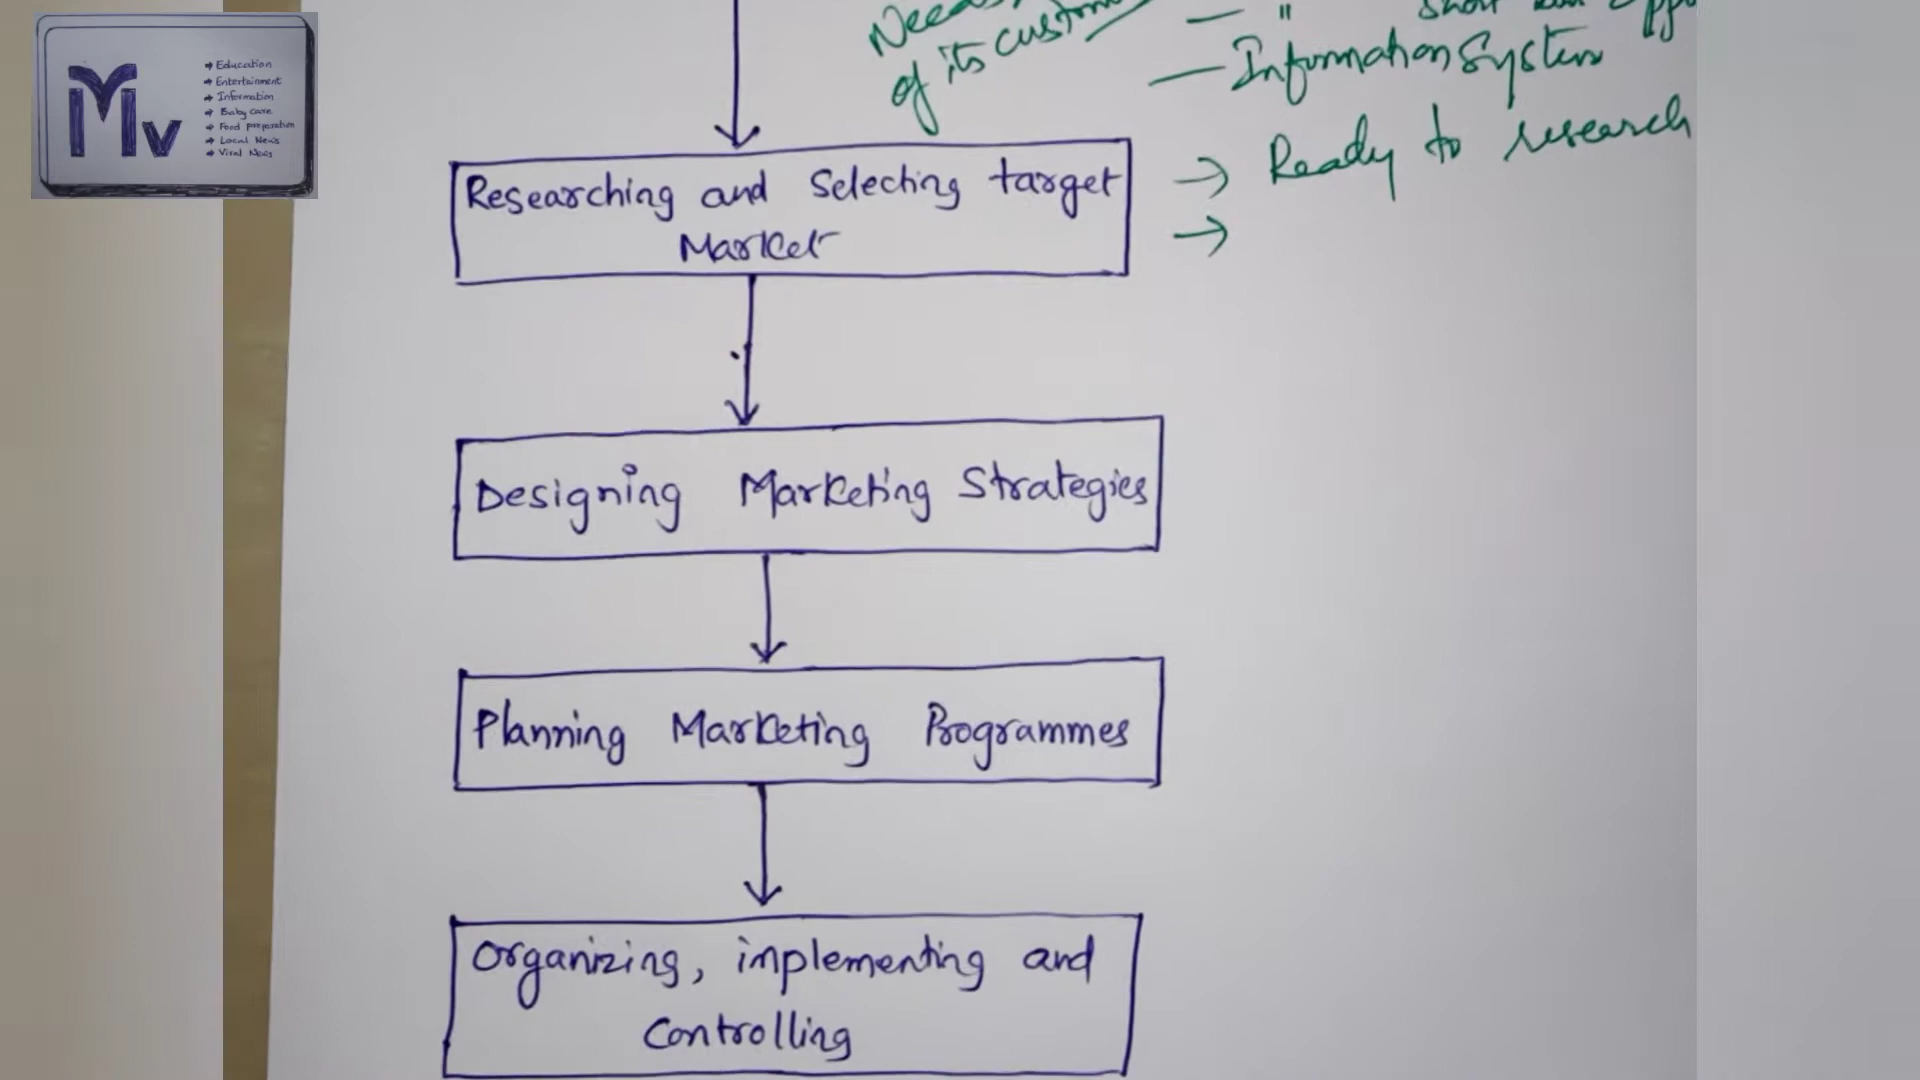 Education
Entertainment
Information
Baby care
Food preparation
Local News
Viral News
Mv
of its
— "
— Information System
→ Ready to research
→
Researching and Selecting target
Market
Designing Marketing Strategies
Planning Marketing Programmes
Organizing, implementing and
Controlling